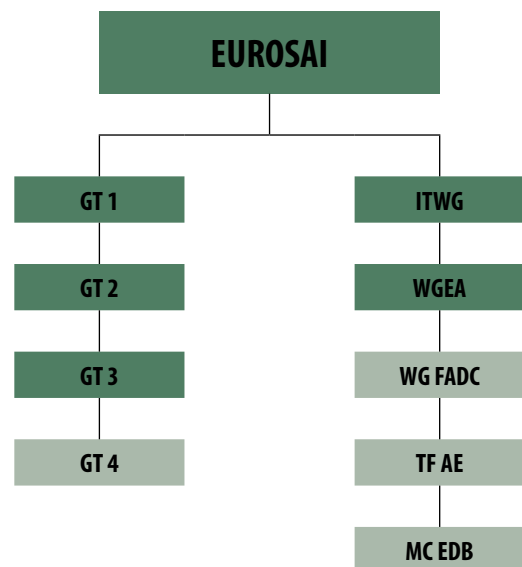 EUROSAI
GT 1
GT 2
GT 3
GT 4
ITWG
WGEA
WG FADC
TF AE
MC EDB